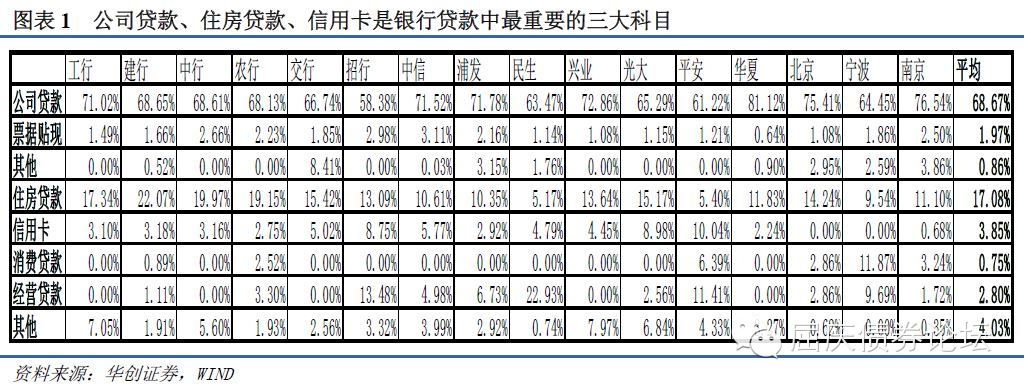 图表 1 公司贷款、住房贷款、信用卡是银行贷款中最重要的三大科目
工行 建行 中行 农行 交行 招行 中信 浦发 民生 兴业 光大 平安 华夏 北京 宁波 南京 平均
公司贷款 71.02% 68.65% 68.61% 68.13% 66.74% 58.38% 71.52% 71.78% 63.47% 72.86% 65.29% 61.22% 81.12% 75.41% 64.45% 76.54% 68.67%
票据贴现 1.49% 1.66% 2.66% 2.23% 1.85% 2.98% 3.11% 2.16% 1.14% 1.08% 1.15% 1.21% 0.64% 1.08% 1.86% 2.50% 1.97%
其他 0.00% 0.52% 0.00% 0.00% 8.41% 0.00% 0.03% 3.15% 1.76% 0.00% 0.00% 0.00% 0.90% 2.95% 2.59% 3.86% 0.86%
住房贷款 17.34% 22.07% 19.97% 19.15% 15.42% 13.09% 10.61% 10.35% 5.17% 13.64% 15.17% 5.40% 11.83% 14.24% 9.54% 11.10% 17.08%
信用卡 3.10% 3.18% 3.16% 2.75% 5.02% 8.75% 5.77% 2.92% 4.79% 4.45% 8.98% 10.04% 2.24% 0.00% 0.00% 0.68% 3.85%
消费贷款 0.00% 0.89% 0.00% 2.52% 0.00% 0.00% 0.00% 0.00% 0.00% 0.00% 0.00% 6.39% 0.00% 2.86% 11.87% 3.24% 0.75%
经营贷款 0.00% 1.11% 0.00% 3.30% 0.00% 13.48% 4.98% 6.73% 22.93% 0.00% 2.56% 11.41% 0.00% 2.86% 9.69% 1.72% 2.80%
其他 7.05% 1.91% 5.60% 1.93% 2.56% 3.32% 3.99% 2.92% 0.74% 7.97% 6.84% 4.33% 0.35% 4.03%
屈庆债券论坛
资料来源：华创证券，WIND